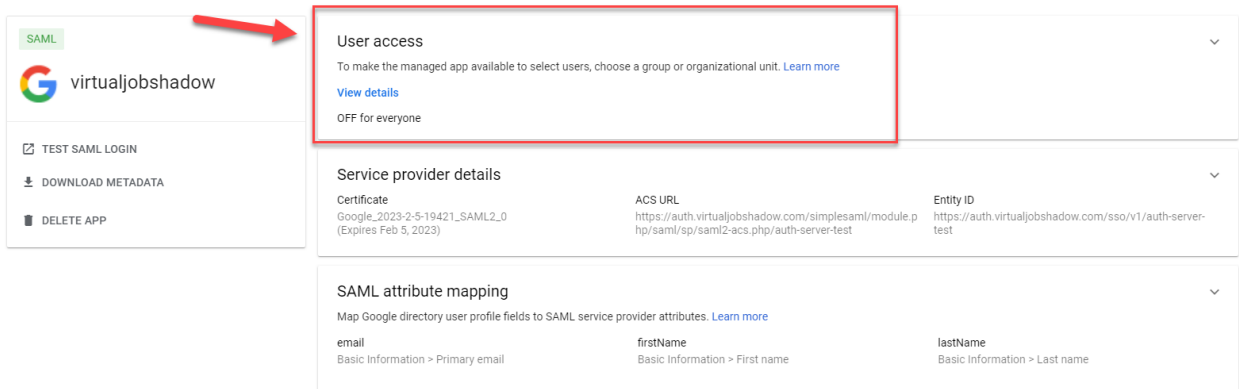 SAML
virtualjobshadow
TEST SAML LOGIN
DOWNLOAD METADATA
DELETE APP
User access
To make the managed app available to select users, choose a group or organizational unit. Learn more
View details
OFF for everyone
Service provider details
Certificate
Google_2023-2-5-19421_SAML2_0
(Expires Feb 5, 2023)
ACS URL
https://auth.virtualjobshadow.com/simplesaml/module.p
hp/saml/sp/saml2-acs.php/auth-server-test
Entity ID
https://auth.virtualjobshadow.com/sso/v1/auth-server-
test
SAML attribute mapping
Map Google directory user profile fields to SAML service provider attributes. Learn more
email
Basic Information > Primary email
firstName
Basic Information > First name
lastName
Basic Information > Last name